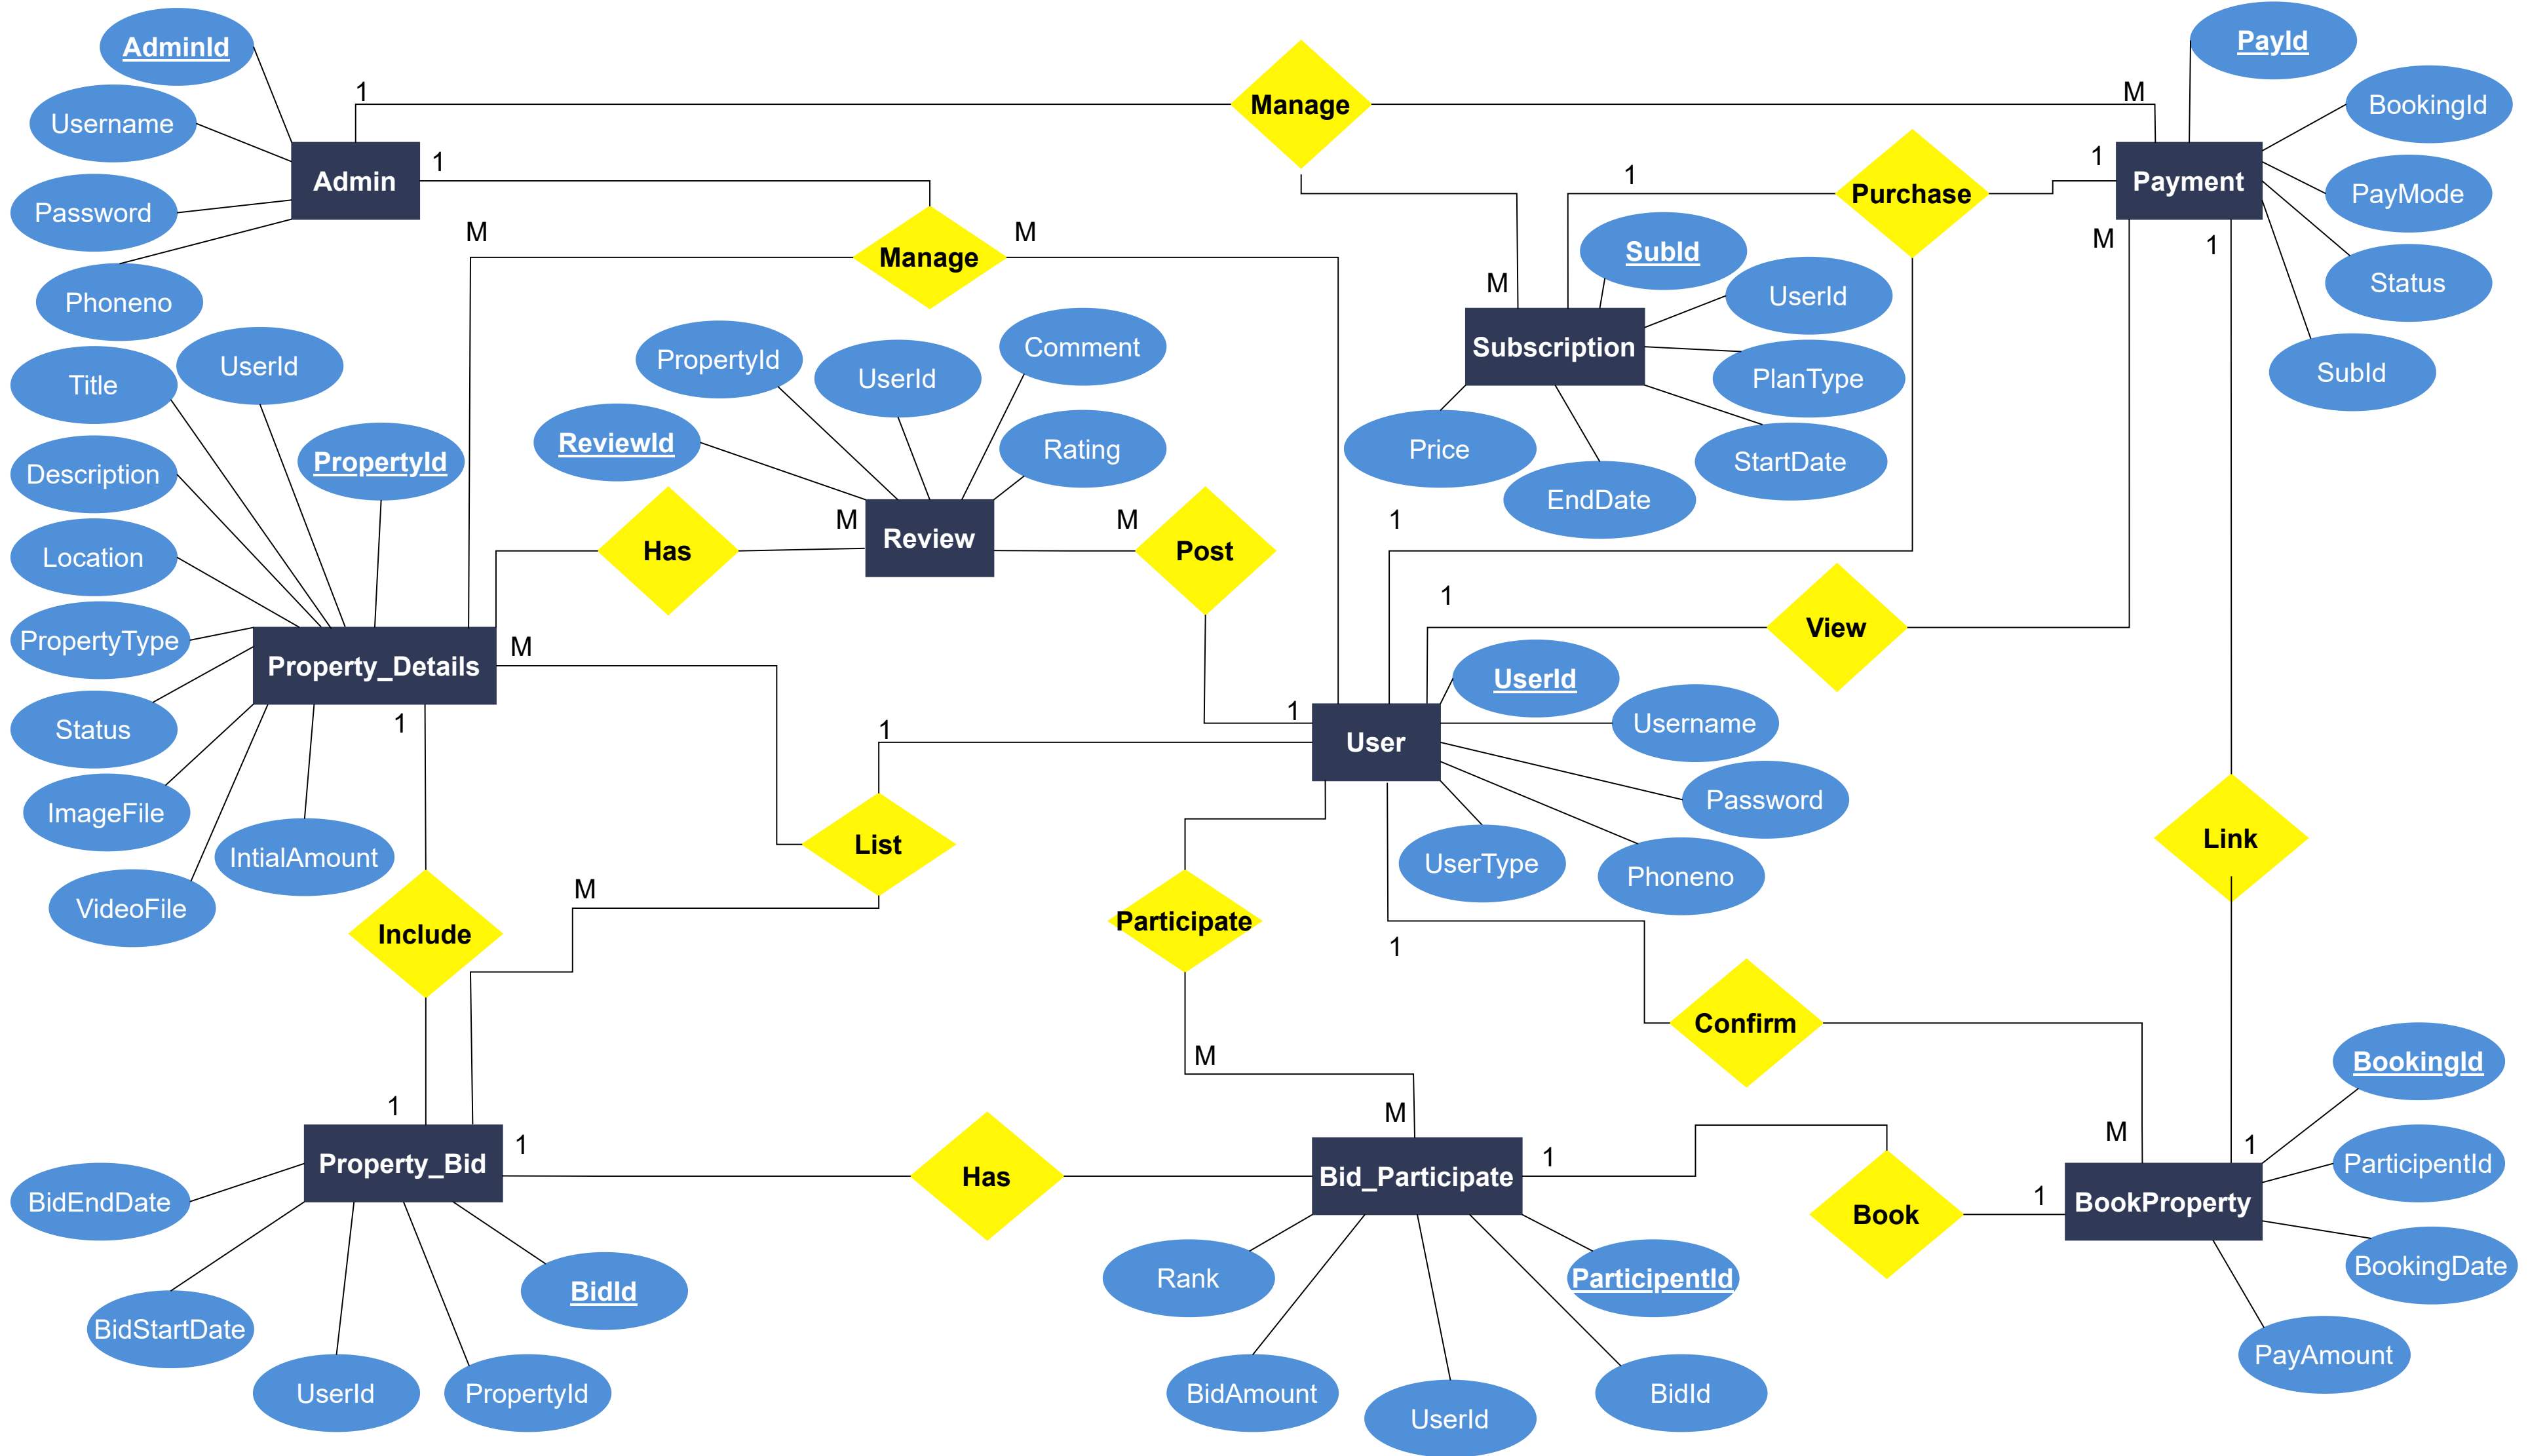 AdminId
PayId
Username
1
Manage
M
BookingId
Admin
1
Password
Phoneno
1
Purchase
1
Payment
PayMode
Status
SubId
M
Manage
M
M
1
M
SubId
UserId
Subscription
PlanType
StartDate
EndDate
Price
Title
UserId
Description
PropertyId
Location
PropertyType
Status
ImageFile
VideoFile
IntialAmount
Property_Details
PropertyId
UserId
Comment
ReviewId
Rating
Has
M
Review
M
Post
1
1
View
M
1
List
1
1
User
UserId
Username
Password
Phoneno
UserType
Link
Include
M
Participate
1
Confirm
M
M
M
1
1
Property_Bid
1
Has
Bid_Participate
1
Book
1
BookProperty
BookingId
ParticipentId
BookingDate
PayAmount
BidEndDate
BidStartDate
UserId
PropertyId
BidId
Rank
BidAmount
UserId
BidId
ParticipentId